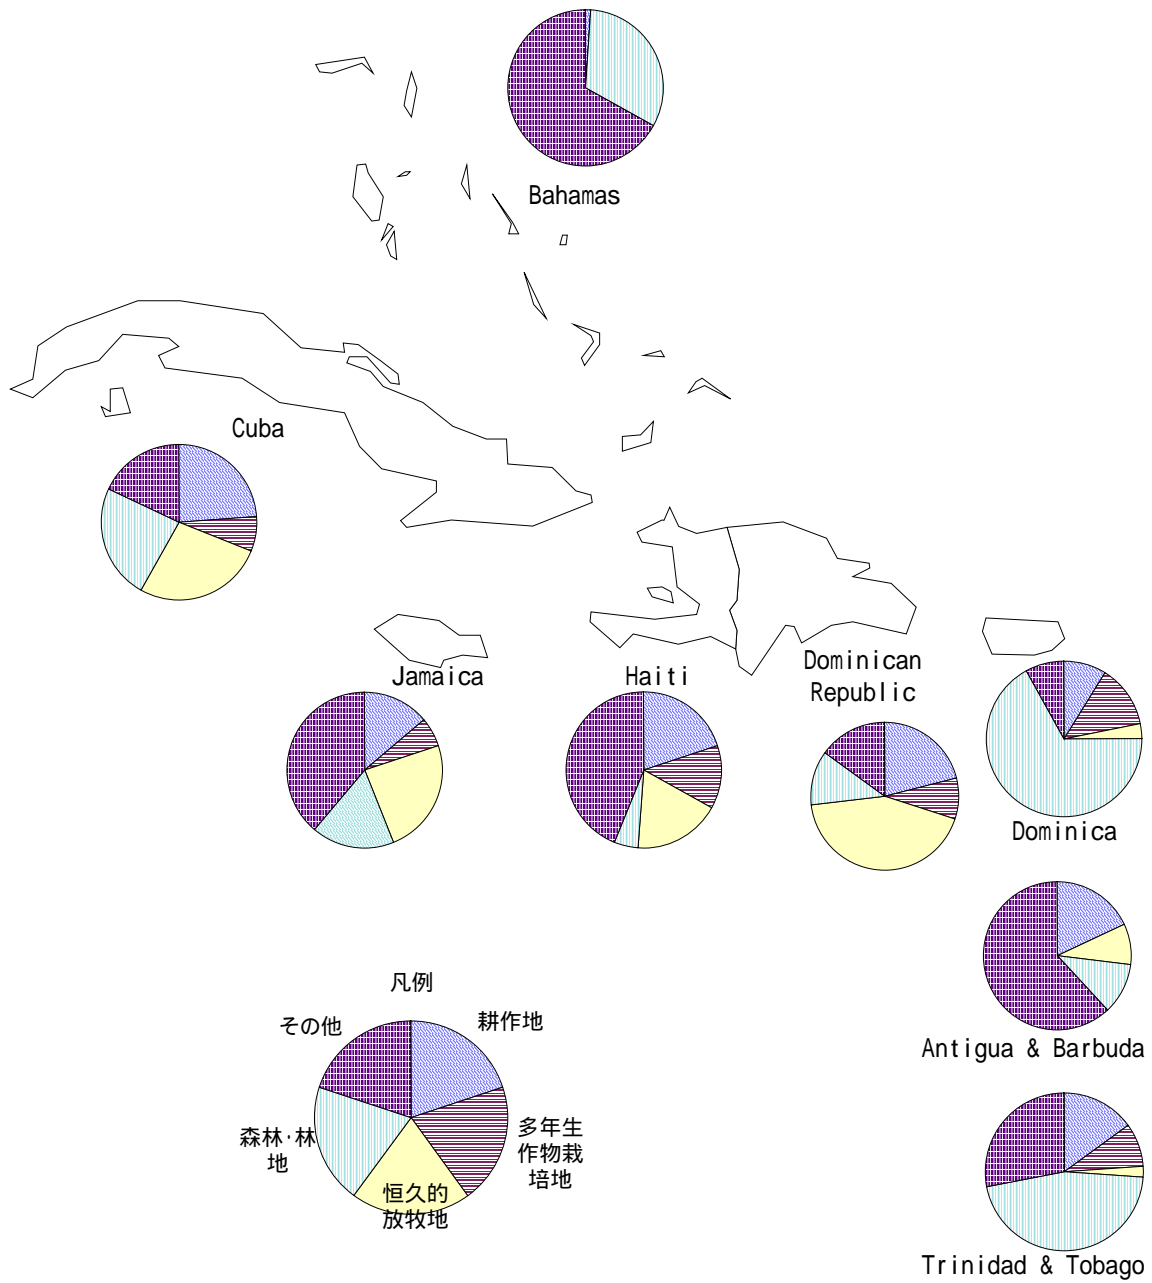 Bahamas
Cuba
Jamaica
Haiti
Dominican
Republic
Dominica
Antigua & Barbuda
凡例
その他
耕作地
森林・林
地
多年生
作物栽
培地
恒久的
放牧地
Trinidad & Tobago